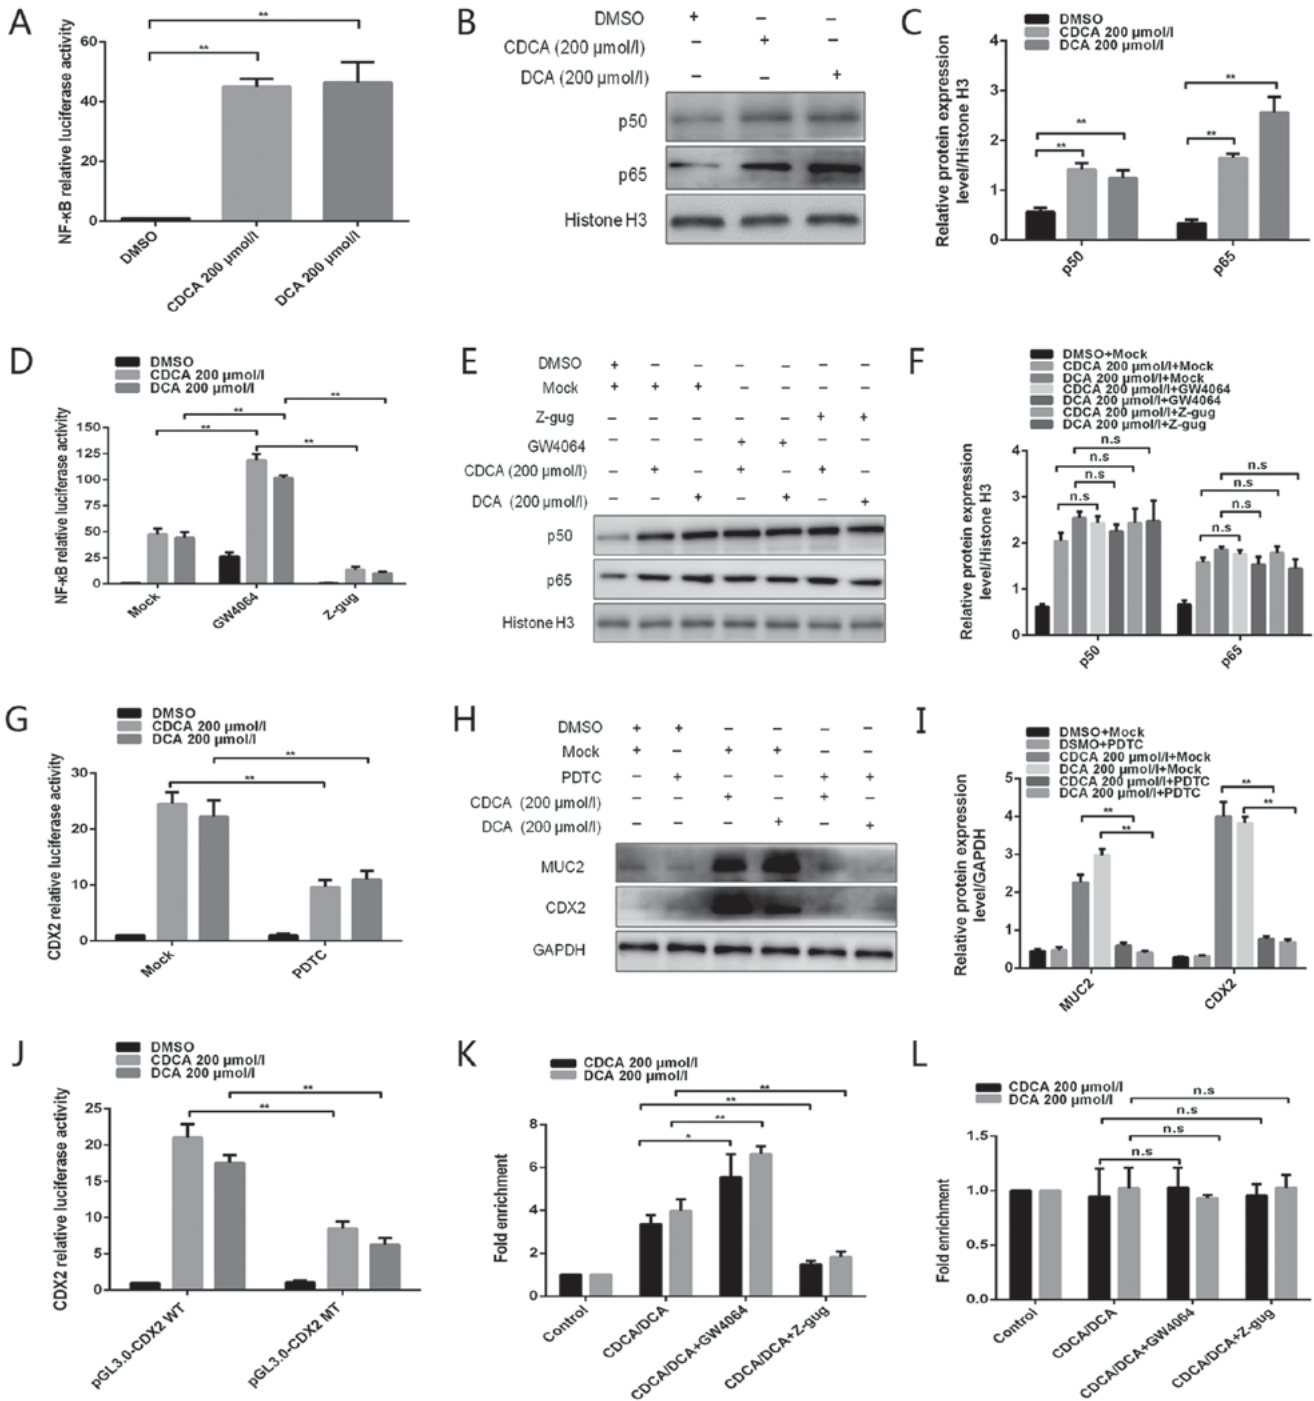 A
NF-κB relative luciferase activity
60
40
20
0
**
**
DMSO
CDCA 200 μmol/l
DCA 200 μmol/l
B
DMSO + – –
CDCA (200 μmol/l) – + –
DCA (200 μmol/l) – – +
p50
p65
Histone H3
C
DMSO
CDCA 200 μmol/l
DCA 200 μmol/l
Relative protein expression
level/Histone H3
4
3
2
1
0
**
**
**
**
p50
p65
D
DMSO
CDCA 200 μmol/l
DCA 200 μmol/l
NF-κB relative luciferase activity
150
125
100
75
50
25
0
**
**
**
**
Mock
GW4064
Z-gug
E
DMSO + – – – – – –
Mock + + + – – – –
Z-gug – – – – – + +
GW4064 – – – + + – –
CDCA (200 μmol/l) – + – + – + –
DCA (200 μmol/l) – – + – + – +
p50
p65
Histone H3
F
DMSO+Mock
CDCA 200 μmol/l+Mock
DCA 200 μmol/l+Mock
CDCA 200 μmol/l+GW4064
DCA 200 μmol/l+GW4064
CDCA 200 μmol/l+Z-gug
DCA 200 μmol/l+Z-gug
Relative protein expression
level/Histone H3
4
3
2
1
0
n.s
n.s
n.s
n.s
n.s
n.s
n.s
n.s
p50
p65
G
DMSO
CDCA 200 μmol/l
DCA 200 μmol/l
CDX2 relative luciferase activity
30
20
10
0
**
**
Mock
PDTC
H
DMSO + + – – – –
Mock + – + + – –
PDTC – + – – + +
CDCA (200 μmol/l) – – + – + –
DCA (200 μmol/l) – – – + – +
MUC2
CDX2
GAPDH
I
DMSO+Mock
DSMO+PDTC
CDCA 200 μmol/l+Mock
DCA 200 μmol/l+Mock
CDCA 200 μmol/l+PDTC
DCA 200 μmol/l+PDTC
Relative protein expression
level/GAPDH
5
4
3
2
1
0
**
**
**
**
MUC2
CDX2
J
DMSO
CDCA 200 μmol/l
DCA 200 μmol/l
CDX2 relative luciferase activity
25
20
15
10
5
0
**
**
pGL3.0-CDX2 WT
pGL3.0-CDX2 MT
K
CDCA 200 μmol/l
DCA 200 μmol/l
Fold enrichment
8
6
4
2
0
**
**
**
*
Control
CDCA/DCA
CDCA/DCA+GW4064
CDCA/DCA+Z-gug
L
CDCA 200 μmol/l
DCA 200 μmol/l
Fold enrichment
1.5
1.0
0.5
0.0
n.s
n.s
n.s
n.s
Control
CDCA/DCA
CDCA/DCA+GW4064
CDCA/DCA+Z-gug